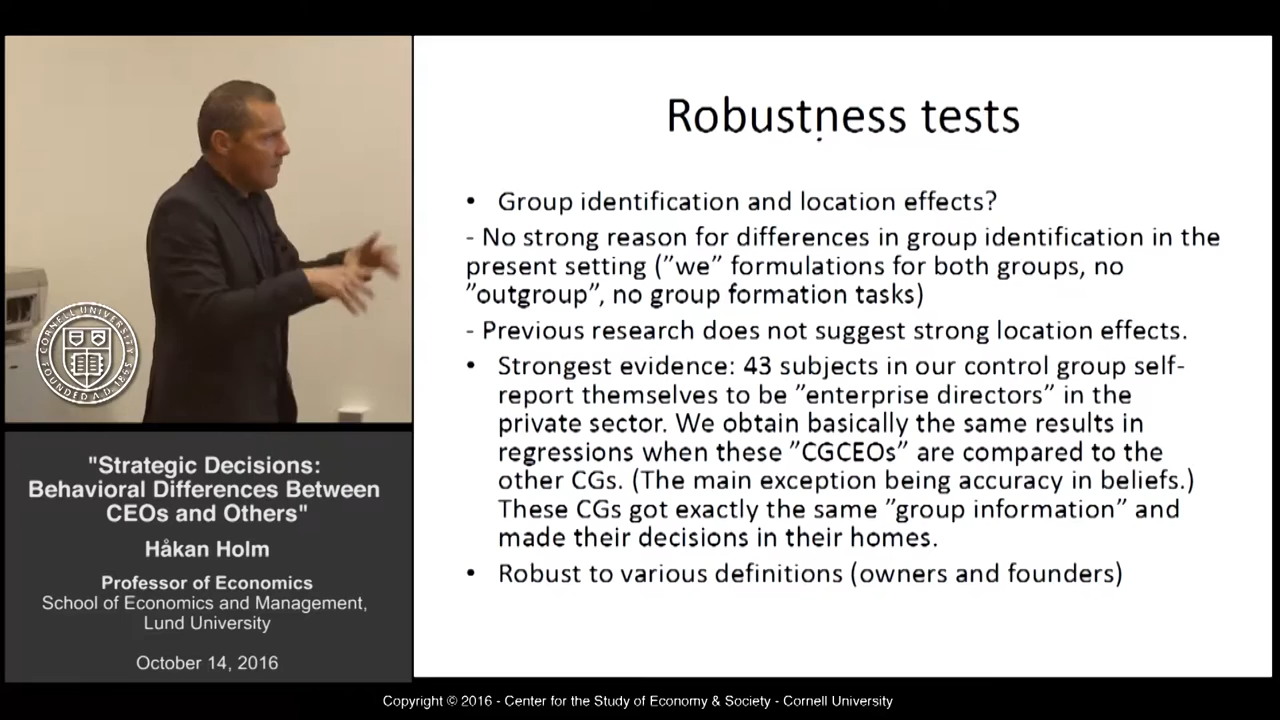 Robustness tests
• Group identification and location effects?
- No strong reason for differences in group identification in the
present setting ("we" formulations for both groups, no
"outgroup", no group formation tasks)
- Previous research does not suggest strong location effects.
• Strongest evidence: 43 subjects in our control group self-
report themselves to be "enterprise directors" in the
private sector. We obtain basically the same results in
regressions when these "CGCEOs" are compared to the
other CGs. (The main exception being accuracy in beliefs.)
These CGs got exactly the same "group information" and
made their decisions in their homes.
• Robust to various definitions (owners and founders)
CORNELL UNIVERSITY
FOUNDED A.D. 1865
"Strategic Decisions:
Behavioral Differences Between
CEOs and Others"
Håkan Holm
Professor of Economics
School of Economics and Management,
Lund University
October 14, 2016
Copyright © 2016 - Center for the Study of Economy & Society - Cornell University